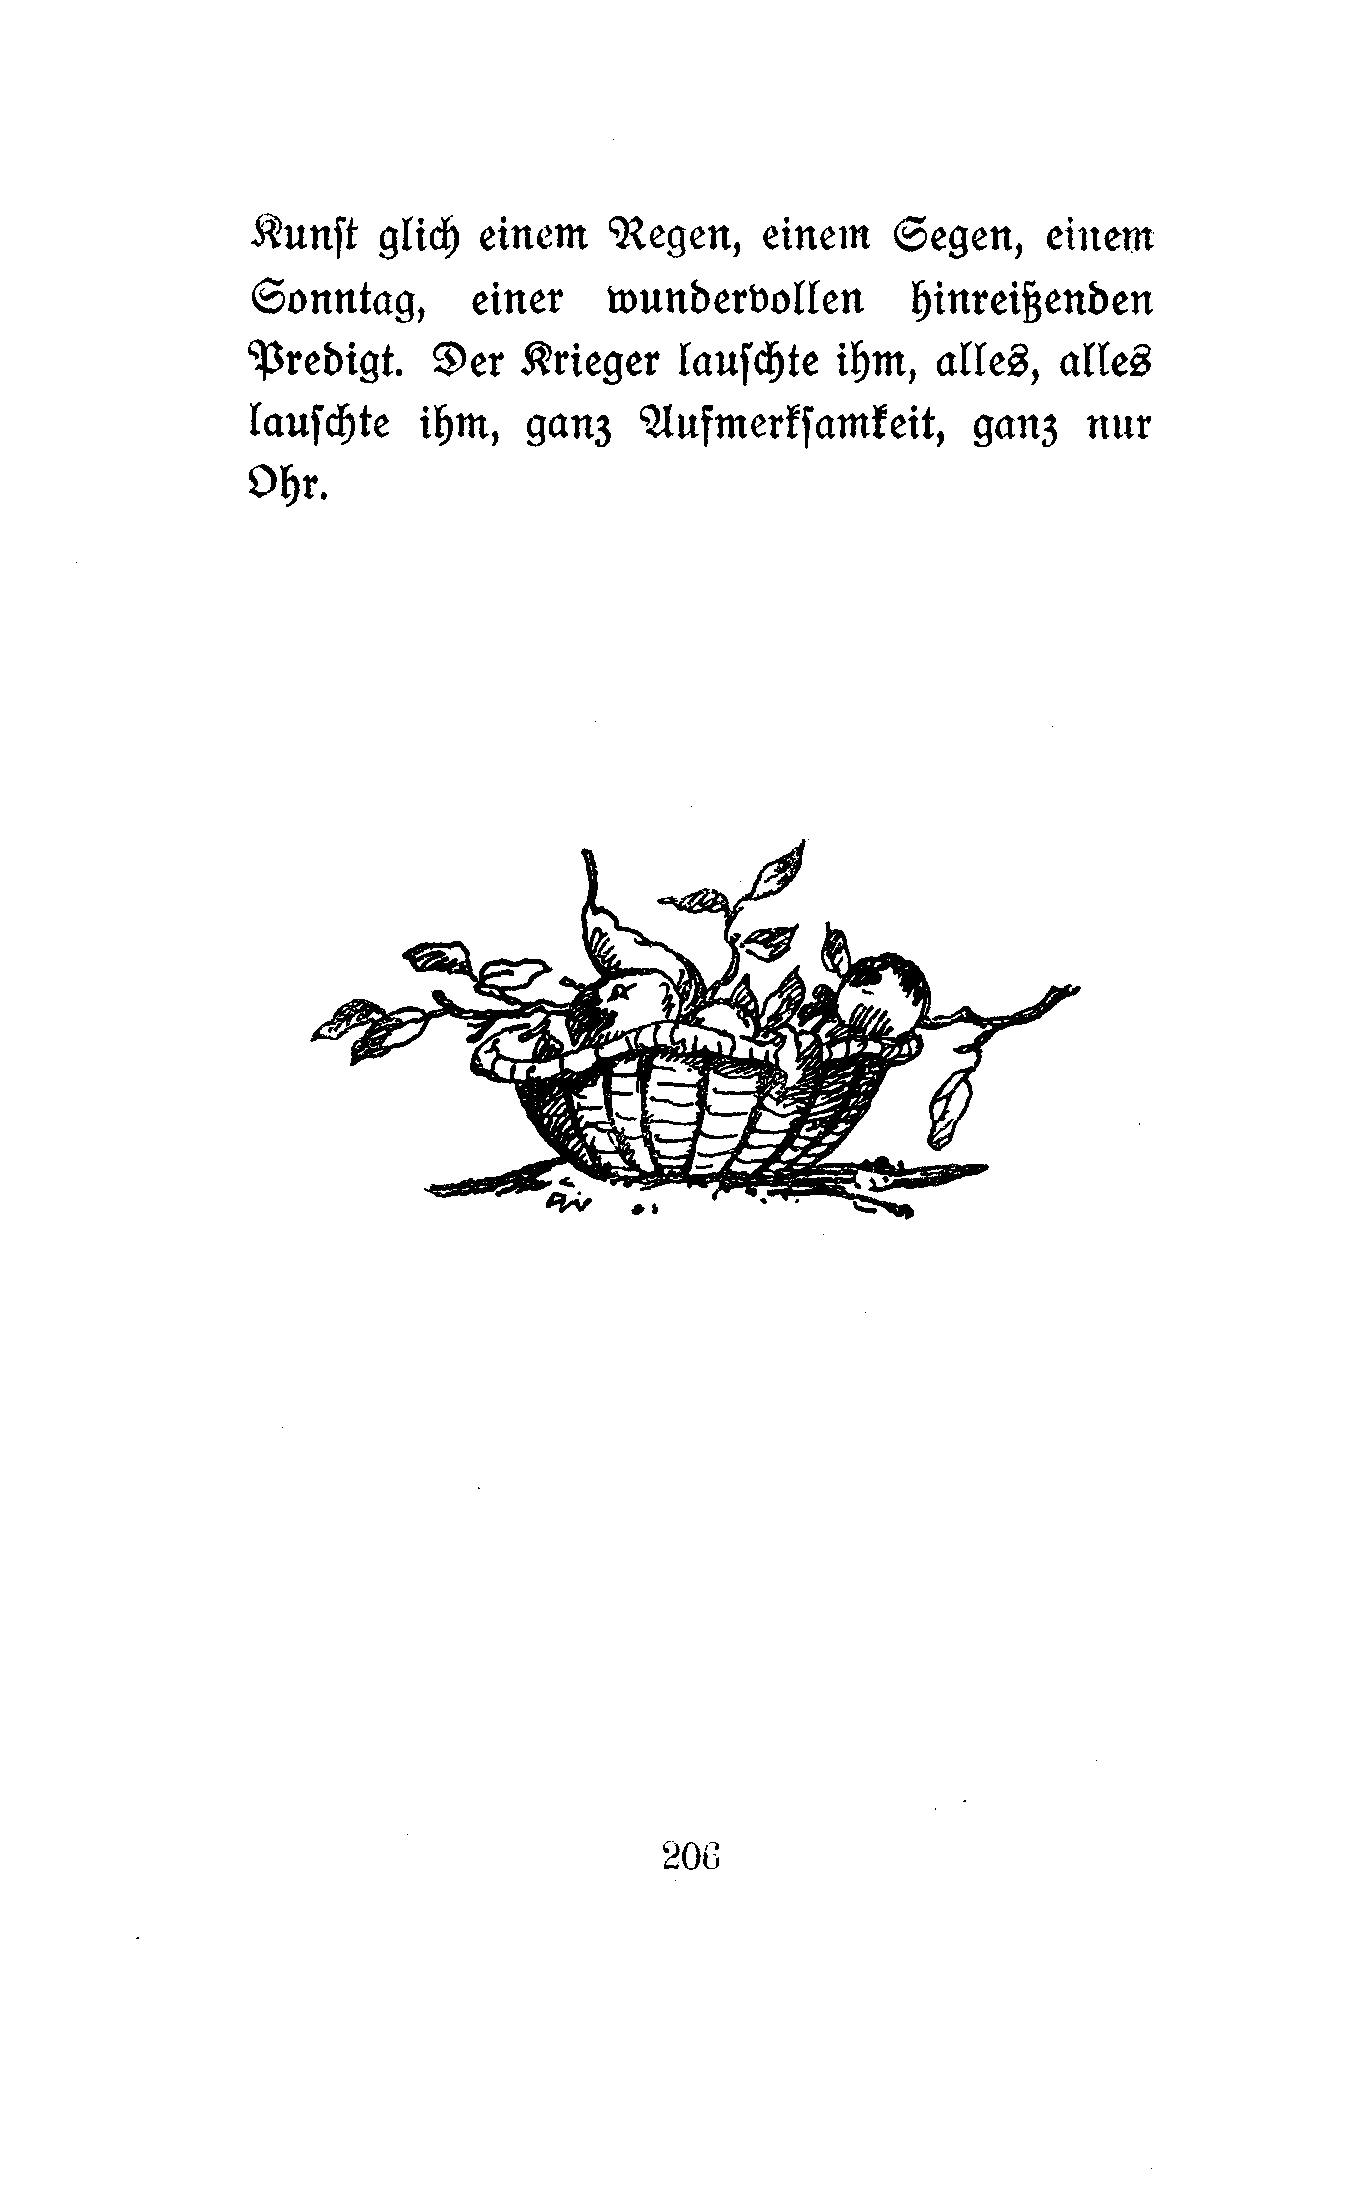 Kunſt glich einem Regen, einem Segen, einem
Sonntag, einer wundervollen hinreißenden
Predigt. Der Krieger lauſchte ihm, alles, alles
lauſchte ihm, ganz Aufmerkſamkeit, ganz nur
Ohr.
206